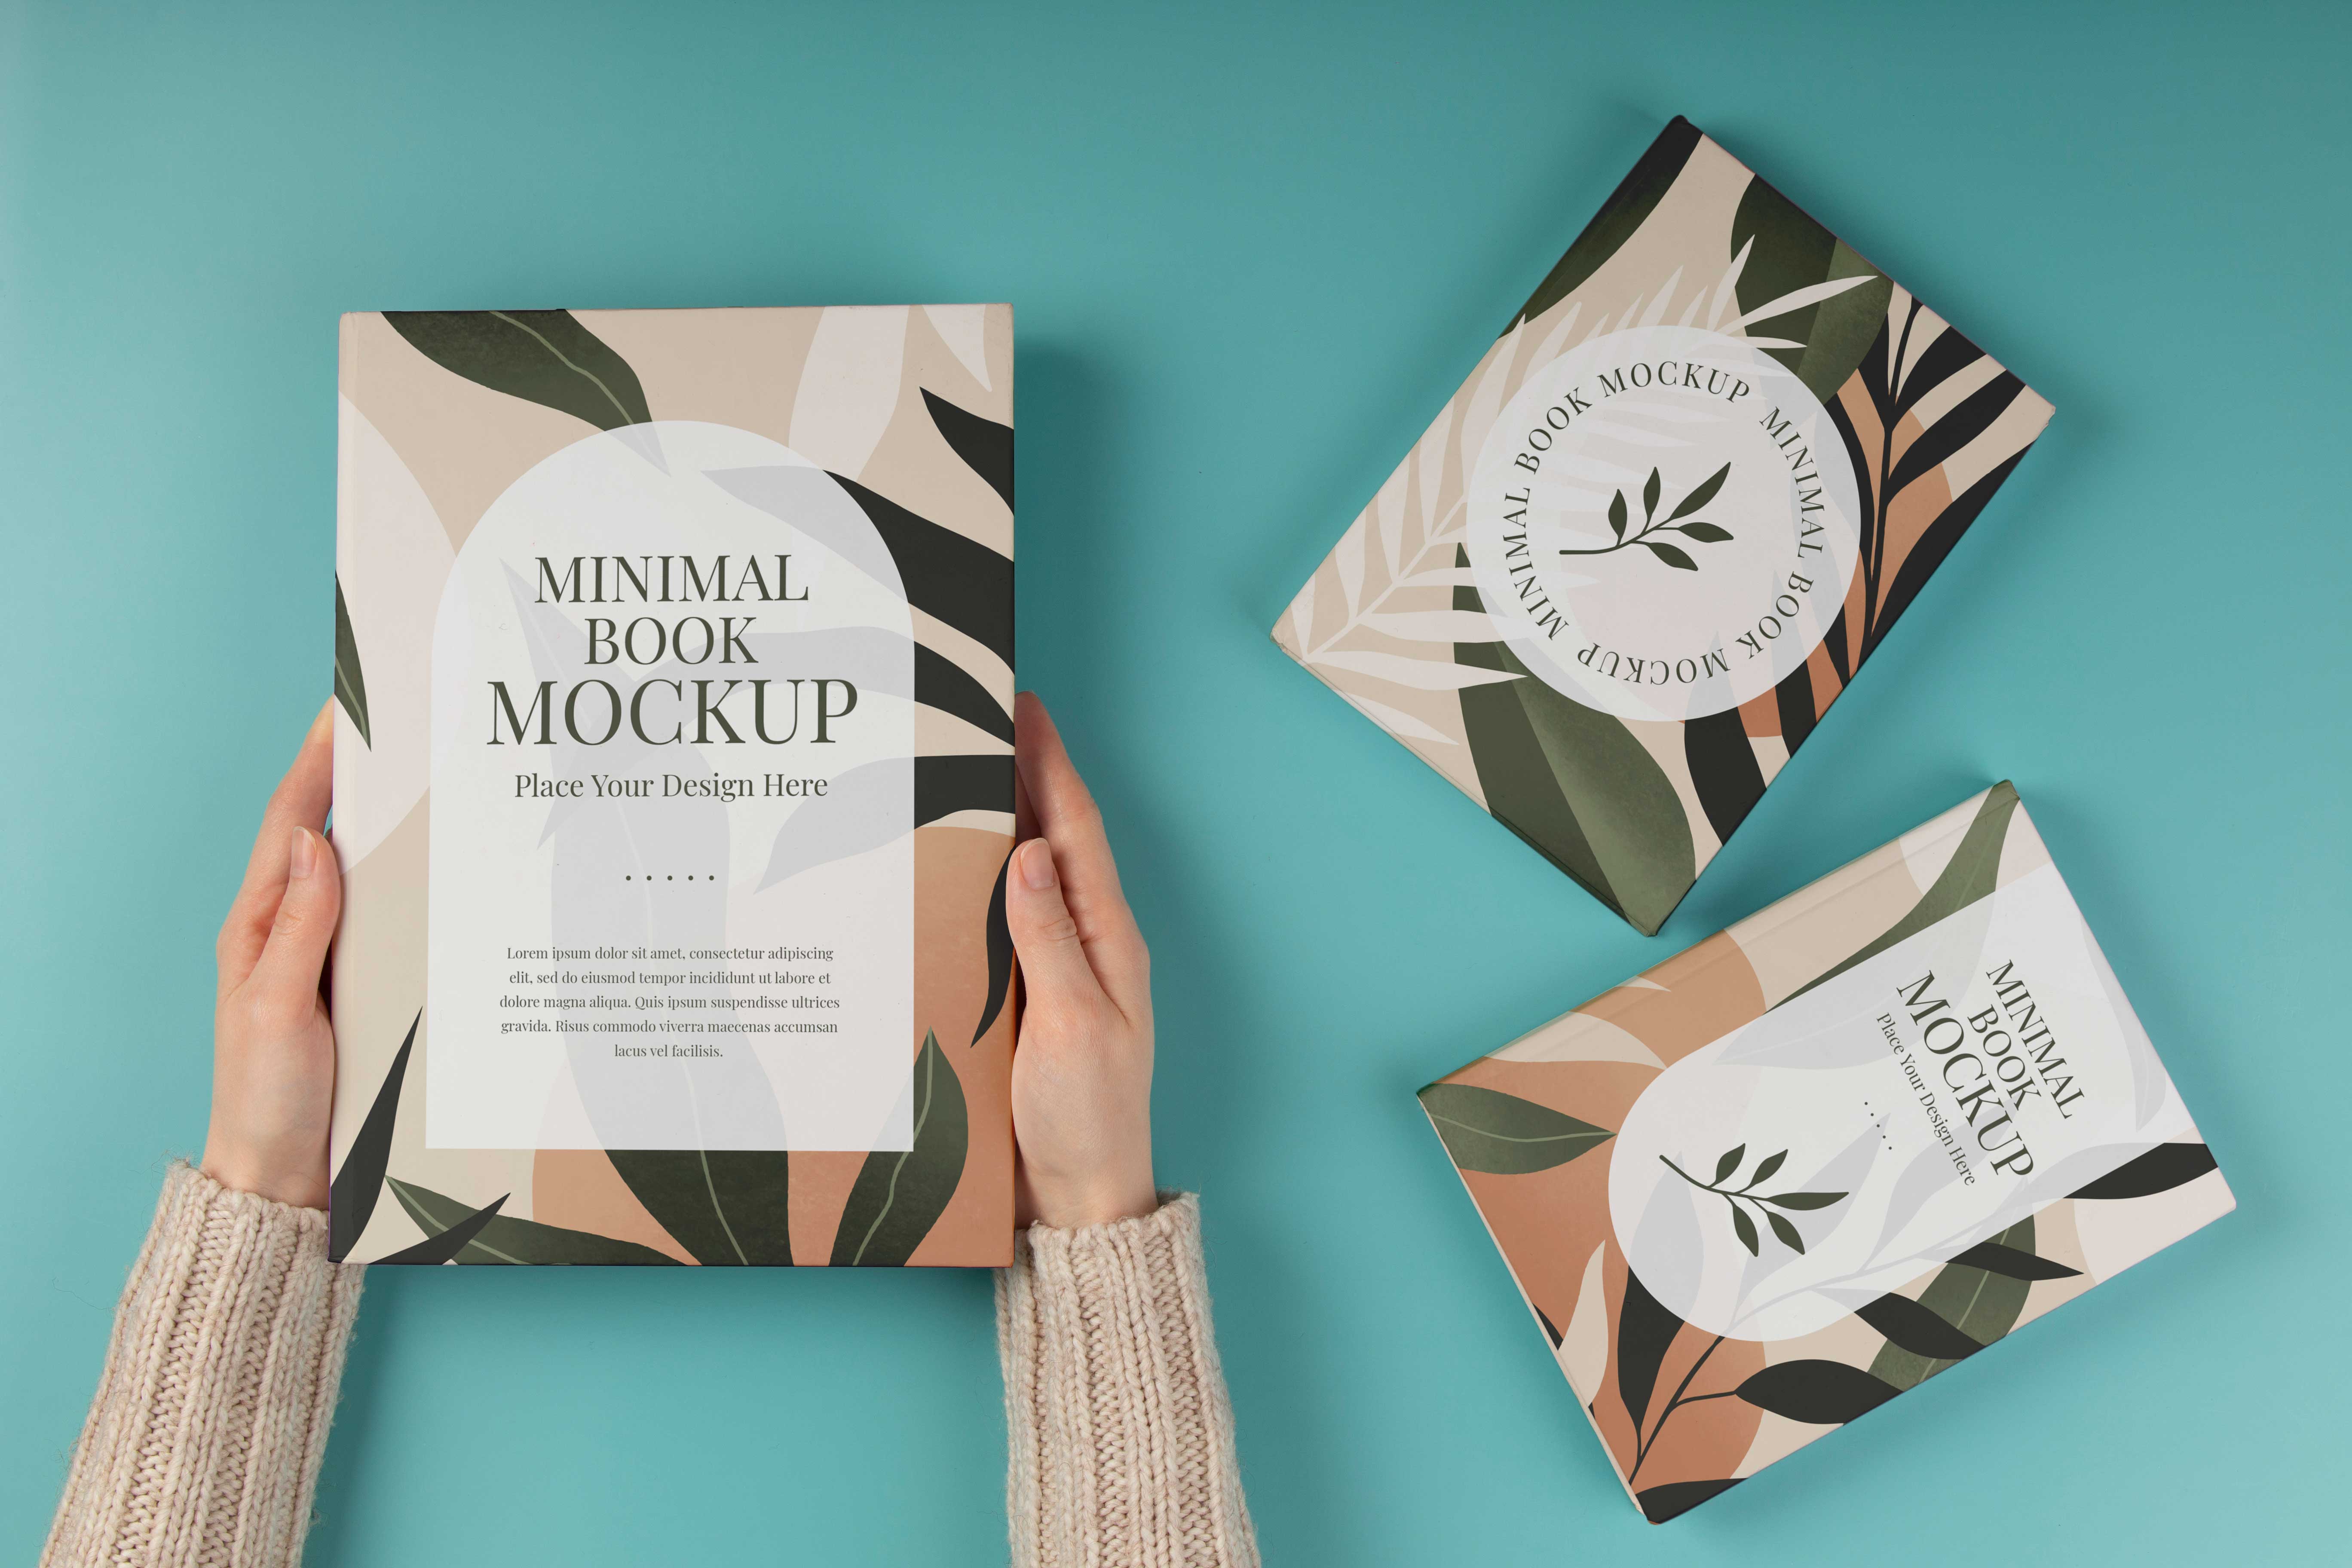 MINIMAL
BOOK
MOCKUP
Place Your Design Here
Lorem ipsum dolor sit amet, consectetur adipiscing
elit, sed do eiusmod tempor incididunt ut labore et
dolore magna aliqua. Quis ipsum suspendisse ultrices
gravida. Risus commodo viverra maecenas accumsan
lacus vel facilisis.
MINIMAL BOOK MOCKUP MINIMAL BOOK MOCKUP
MINIMAL
BOOK
MOCKUP
Place Your Design Here